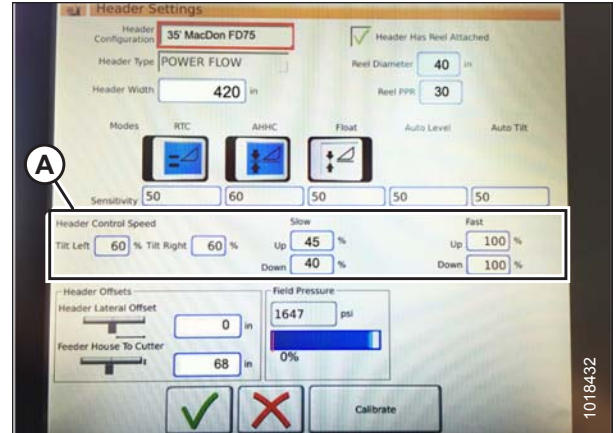 Header Settings
Header Configuration 35' MacDon FD75 Header Has Reel Attached
Header Type POWER FLOW Reel Diameter 40 in
Header Width 420 in Reel PPR 30
Modes RTC AHHC Float Auto Level Auto Tilt
A
Sensitivity 50 60 50 50 50
Header Control Speed Slow Fast
Tilt Left 60 % Tilt Right 60 % Up 45 % Up 100 %
Down 40 % Down 100 %
Header Offsets Field Pressure
Header Lateral Offset 1647 psi
0 in
Feeder House To Cutter 0%
68 in
Calibrate
1018432